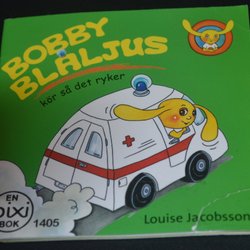 BOBBY
BLÅLJUS
kör så det ryker
EN
pixi
BOK
1405
Louise Jacobsson